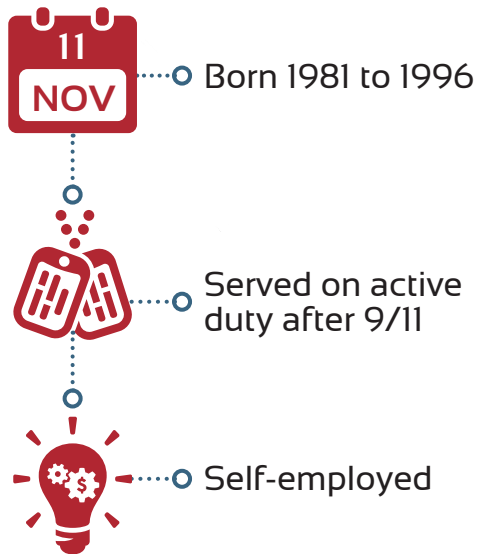 11
NOV
Born 1981 to 1996
Served on active
duty after 9/11
$
Self-employed